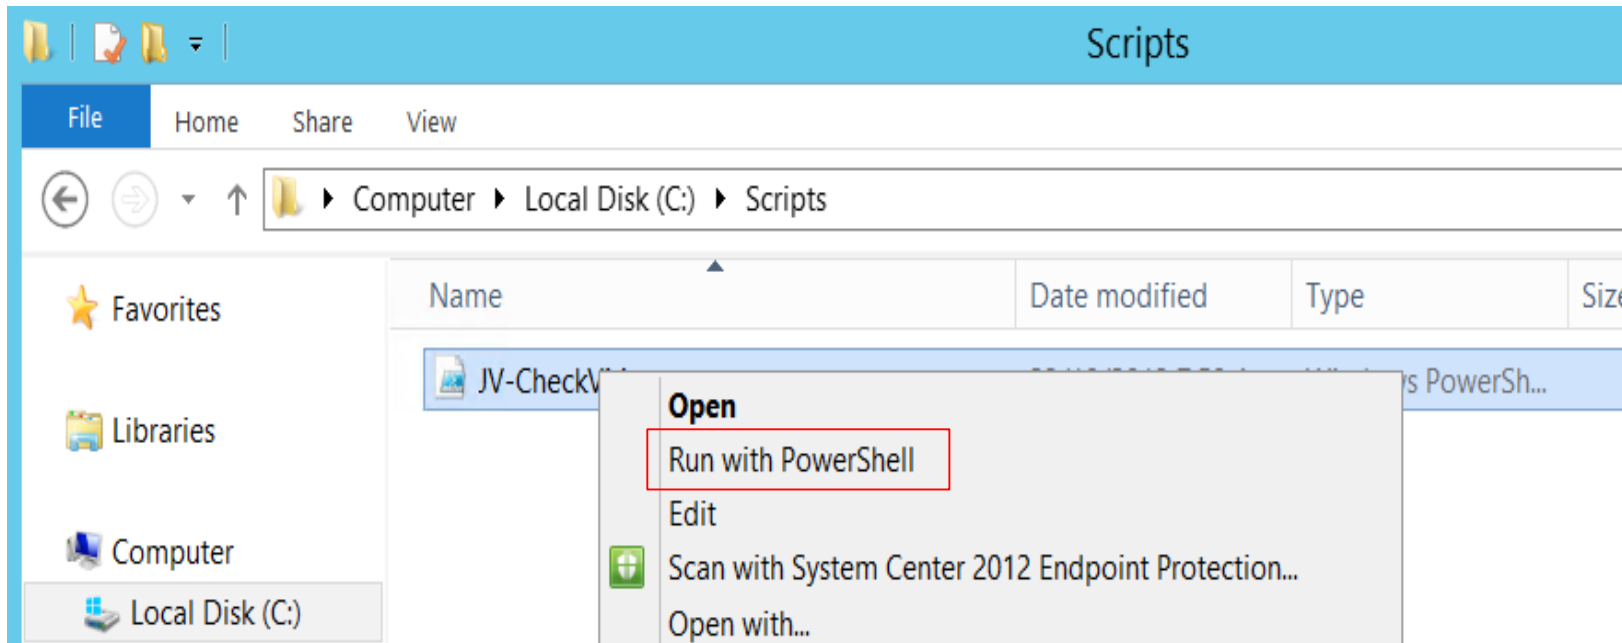 Scripts
File Home Share View
Computer Local Disk (C:) Scripts
Favorites
Name Date modified Type
Libraries
JV-CheckV PowerSh...
Open
Run with PowerShell
Edit
Computer
Scan with System Center 2012 Endpoint Protection...
Local Disk (C:)
Open with...